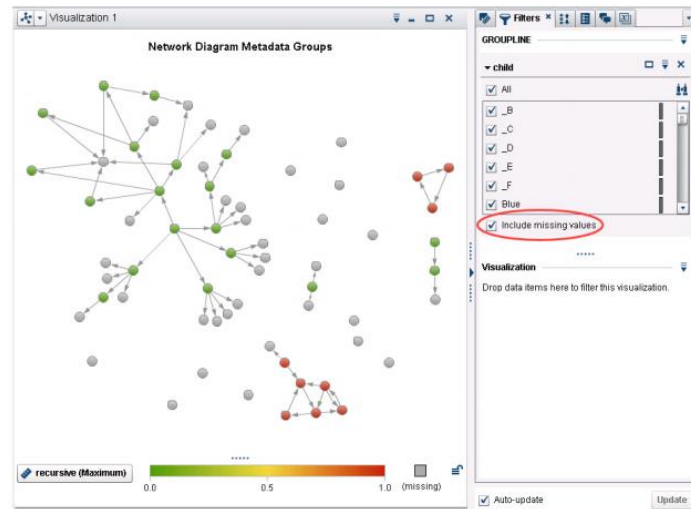 Visualization 1
Network Diagram Metadata Groups
recursive (Maximum)
0.0
0.5
1.0
(missing)
Filters
GROUPLINE
child
All
_B
_C
_D
_E
_F
Blue
Include missing values
Visualization
Drop data items here to filter this visualization.
Auto-update
Update